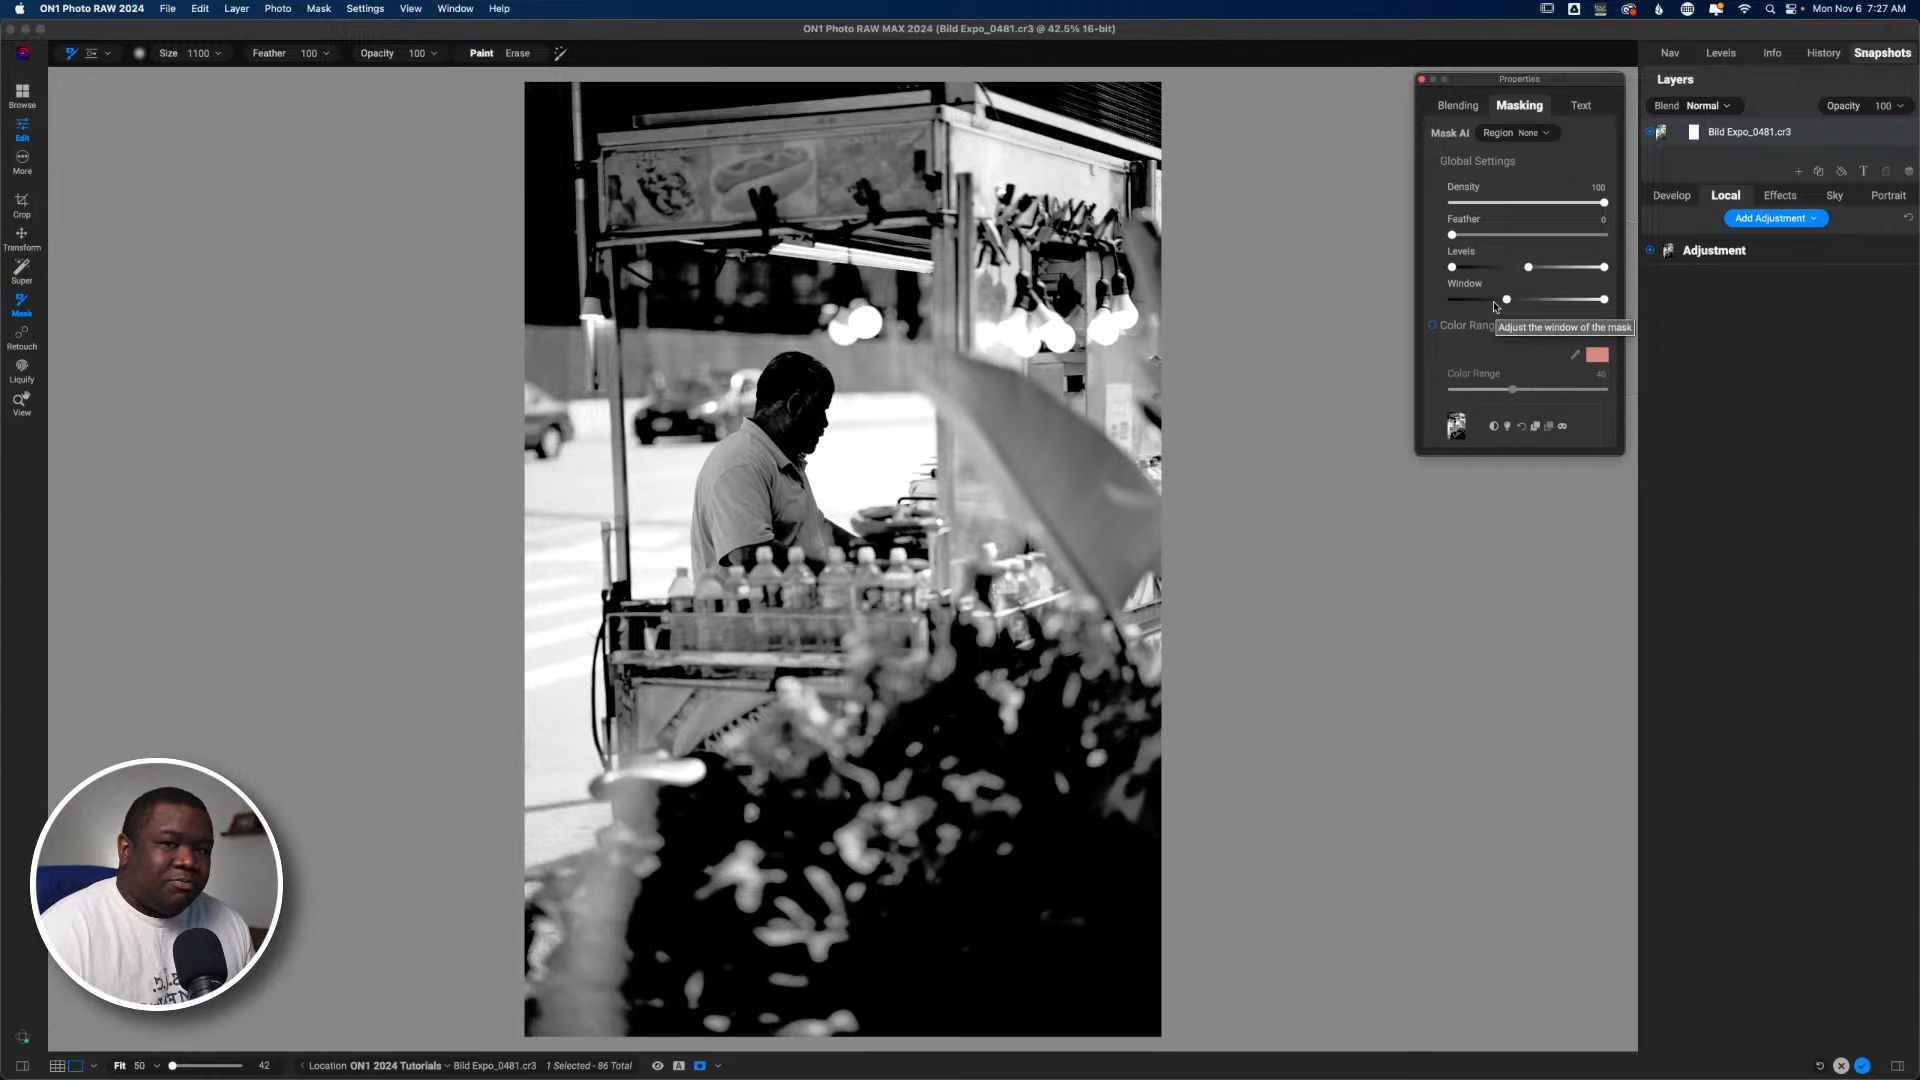 ON1 Photo RAW 2024 File Edit Layer Photo Mask Settings View Window Help Mon Nov 6 7:27 AM
ON1 Photo RAW MAX 2024 (Bild Expo_0481.cr3 @ 42.5% 16-bit)
Size 1100 Feather 100 Opacity 100 Paint Erase
Nav Levels Info History Snapshots
Browse
Edit
More
Crop
Transform
Super
Mask
Retouch
Liquify
View
Properties
Blending Masking Text
Mask AI Region None
Global Settings
Density 100
Feather 0
Levels
Window
Color Rang
Adjust the window of the mask
Color Range 40
Layers
Blend Normal Opacity 100
Bild Expo_0481.cr3
Develop Local Effects Sky Portrait
Add Adjustment
Adjustment
Fit 50 42 Location ON1 2024 Tutorials Bild Expo_0481.cr3 1 Selected - 86 Total